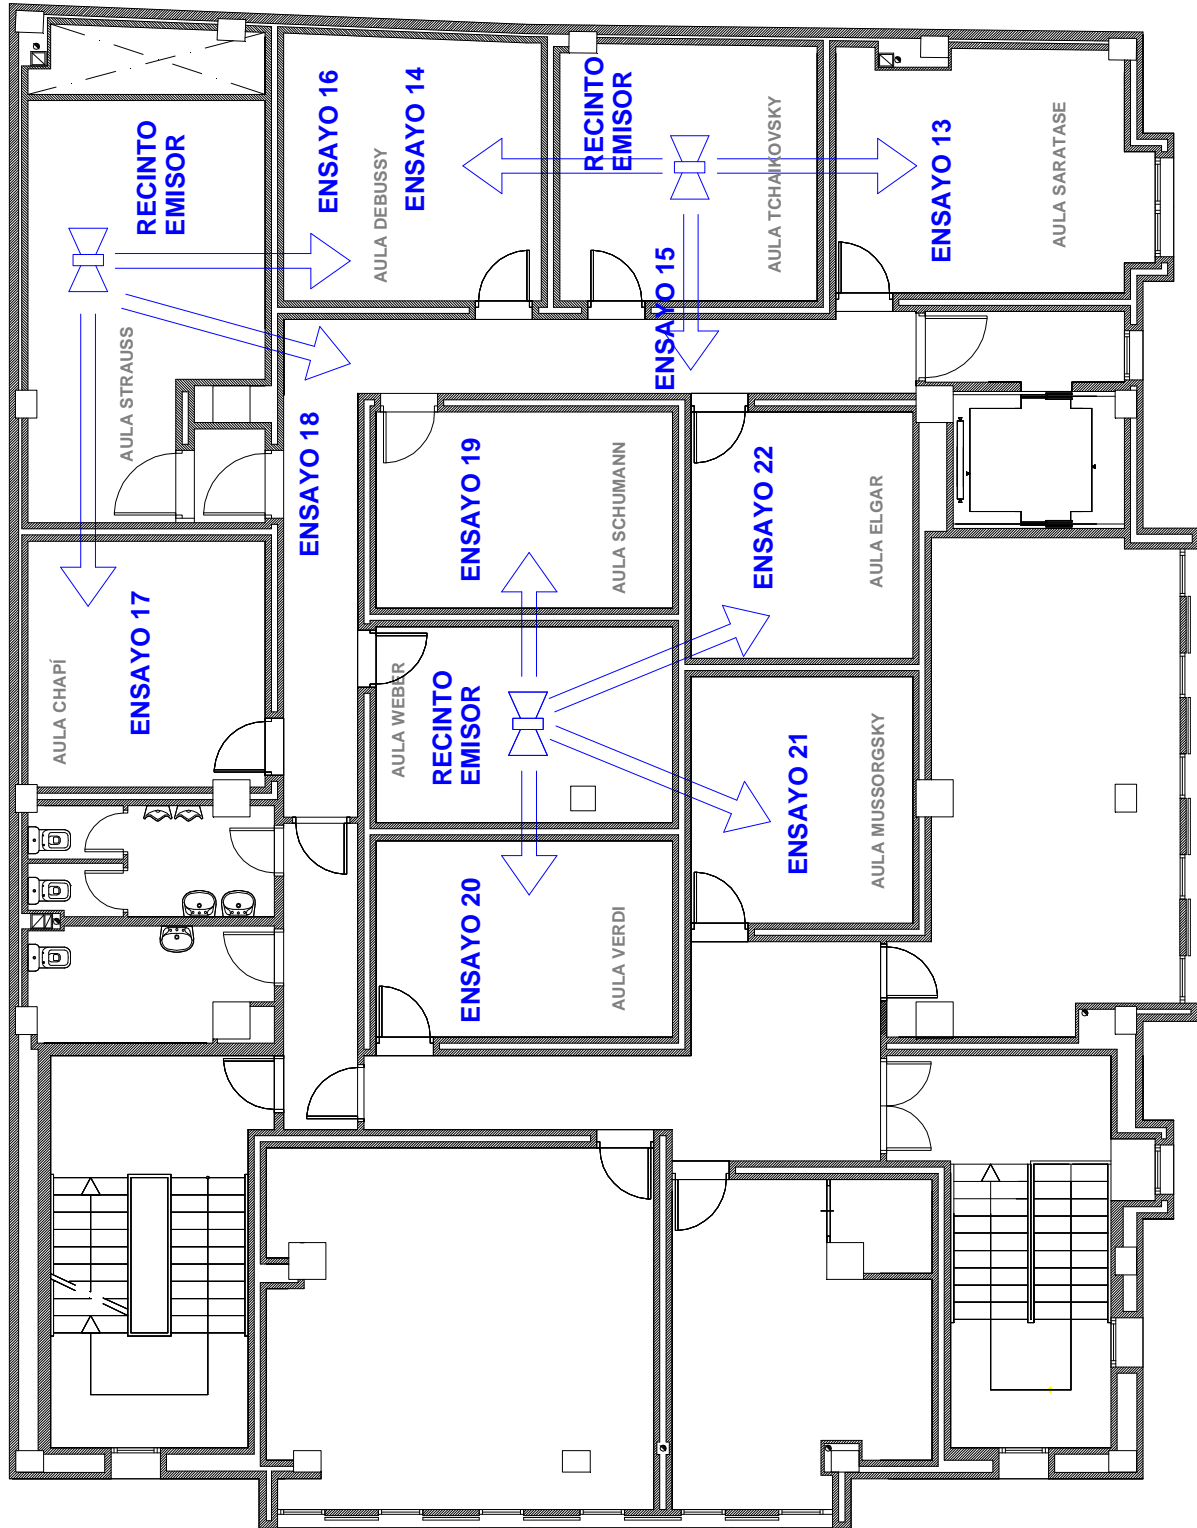 RECINTO
EMISOR
AULA STRAUSS
ENSAYO 16
ENSAYO 14
AULA DEBUSSY
RECINTO
EMISOR
AULA TCHAIKOVSKY
ENSAYO 13
AULA SARATASE
ENSAYO 15
ENSAYO 18
ENSAYO 19
AULA SCHUMANN
ENSAYO 22
AULA ELGAR
AULA CHAPÍ
ENSAYO 17
AULA WEBER
RECINTO
EMISOR
ENSAYO 21
AULA MUSSORGSKY
ENSAYO 20
AULA VERDI